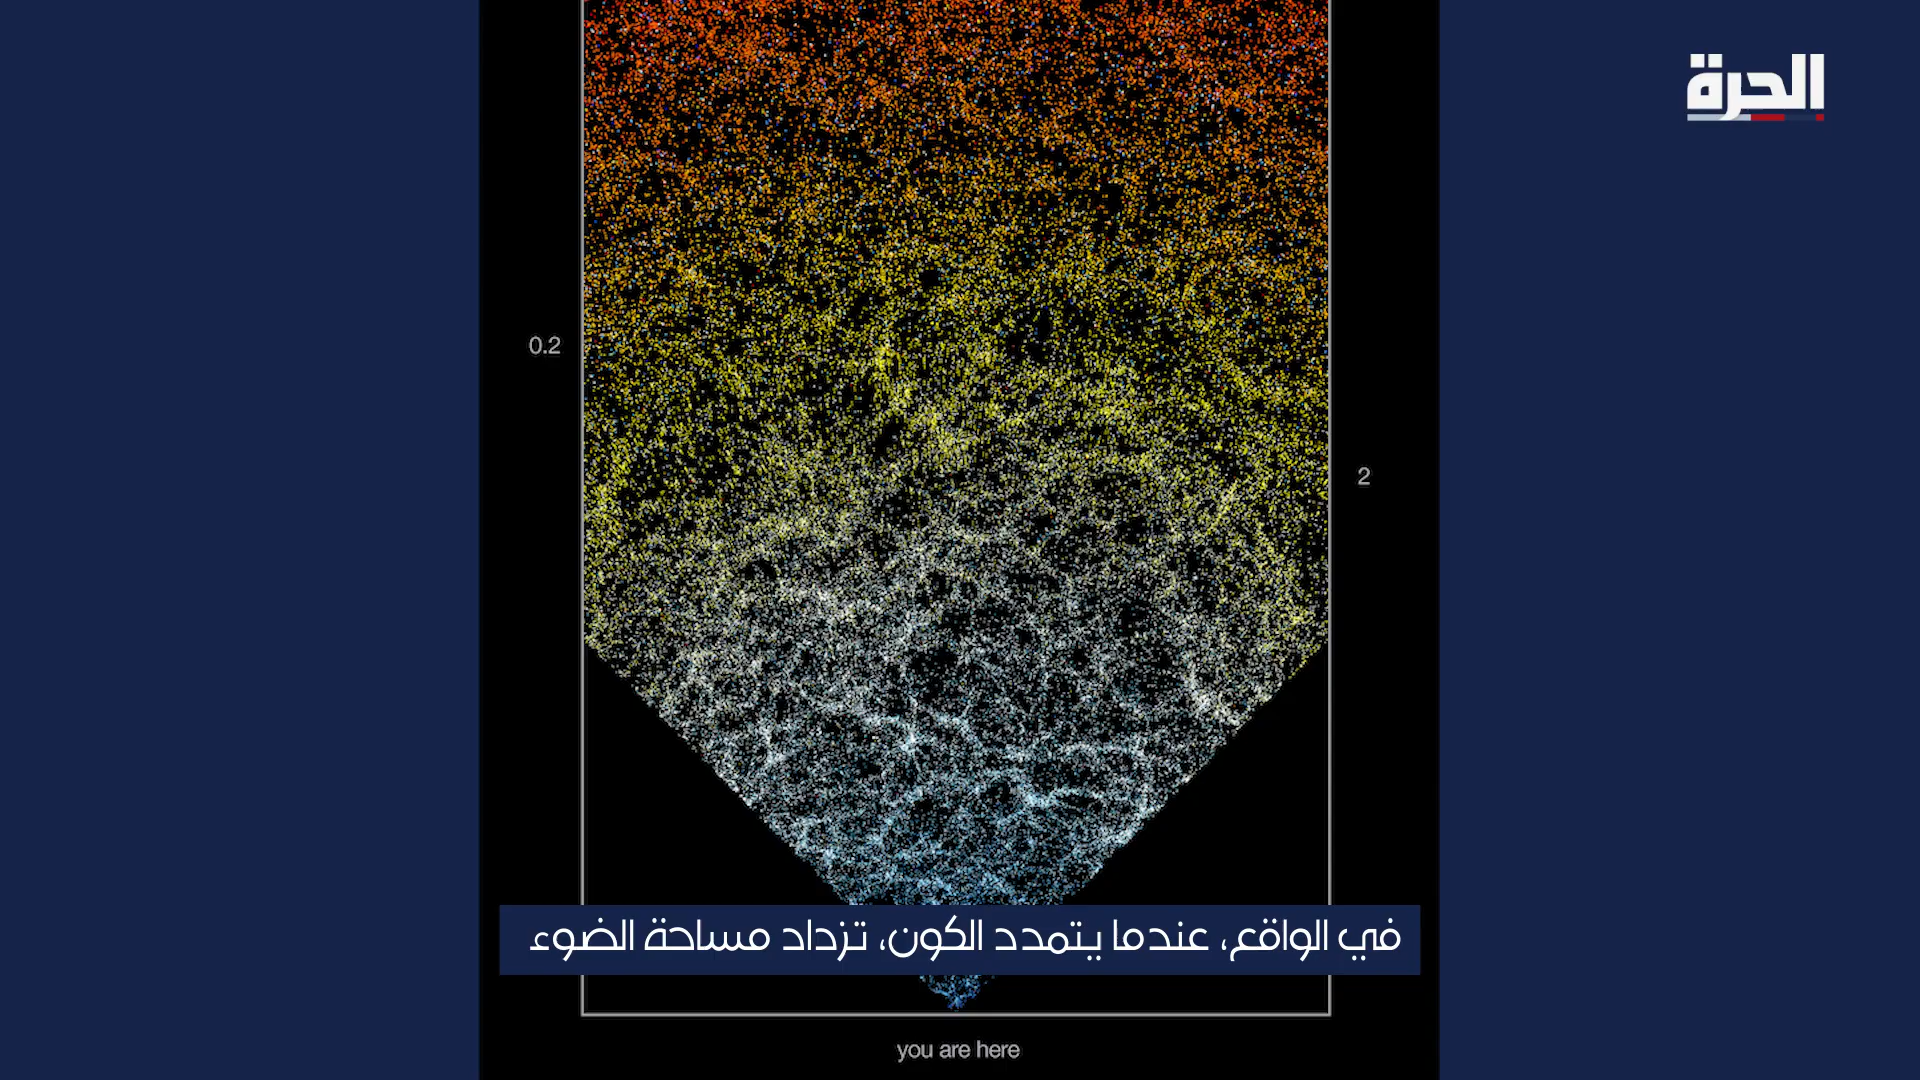 الحرة
0.2
2
في الواقع، عندما يتمدد الكون، تزداد مساحة الضوء
you are here